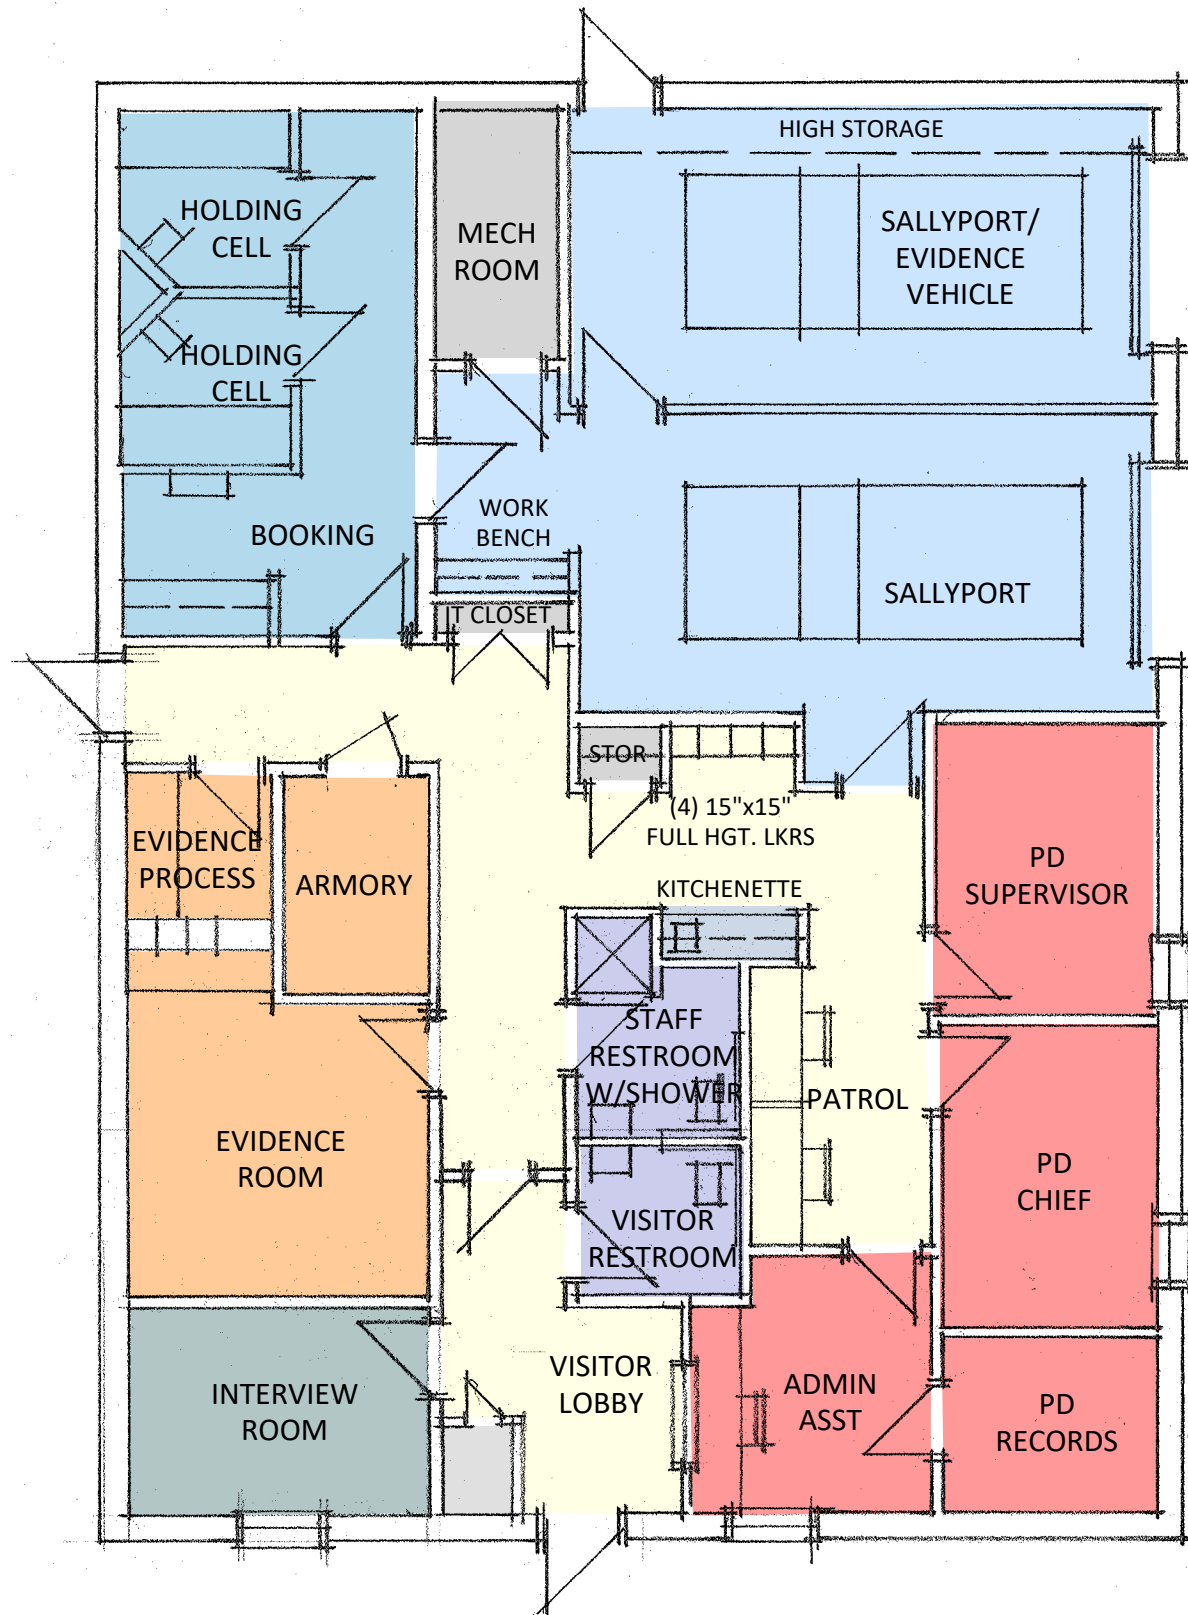 HIGH STORAGE
HOLDING
CELL
MECH
ROOM
SALLYPORT/
EVIDENCE
VEHICLE
HOLDING
CELL
WORK
BENCH
BOOKING
SALLYPORT
IT CLOSET
STOR
(4) 15"x15"
FULL HGT. LKRS
EVIDENCE
PROCESS
ARMORY
KITCHENETTE
PD
SUPERVISOR
STAFF
RESTROOM
W/SHOWER
PATROL
EVIDENCE
ROOM
PD
CHIEF
VISITOR
RESTROOM
INTERVIEW
ROOM
VISITOR
LOBBY
ADMIN
ASST
PD
RECORDS